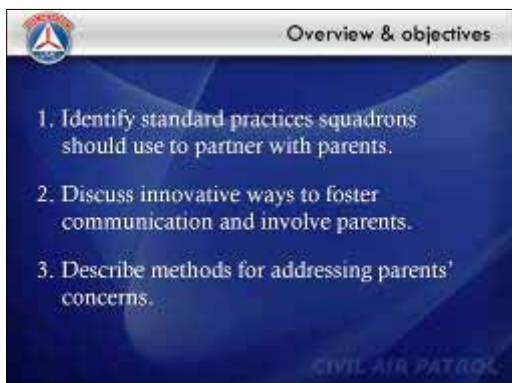 Overview & objectives
1. Identify standard practices squadrons
should use to partner with parents.
2. Discuss innovative ways to foster
communication and involve parents.
3. Describe methods for addressing parents'
concerns.
CIVIL AIR PATROL